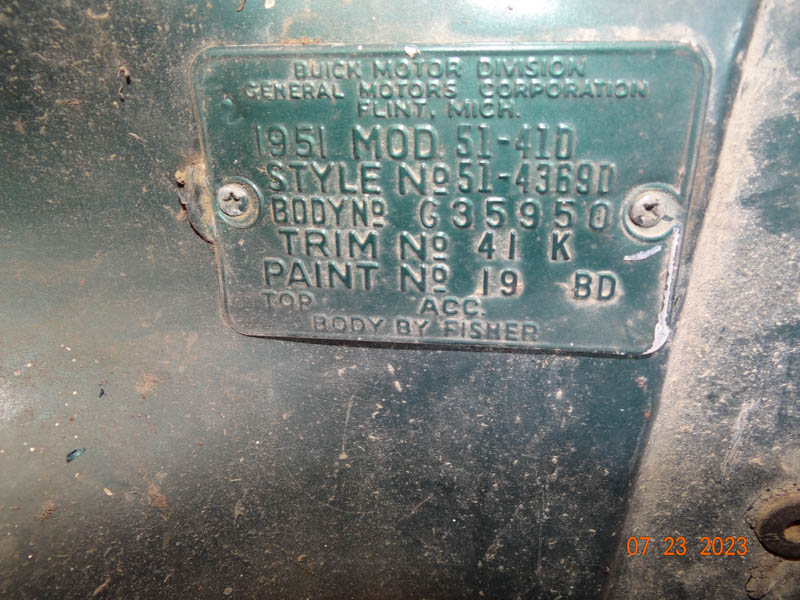 BUICK MOTOR DIVISION
GENERAL MOTORS CORPORATION
FLINT, MICH.
1951 MOD. 51-41D
STYLE Nº 51-4369D
BODY Nº G35950
TRIM Nº 41 K
PAINT Nº 19 BD
TOP ACC.
BODY BY FISHER
07 23 2023